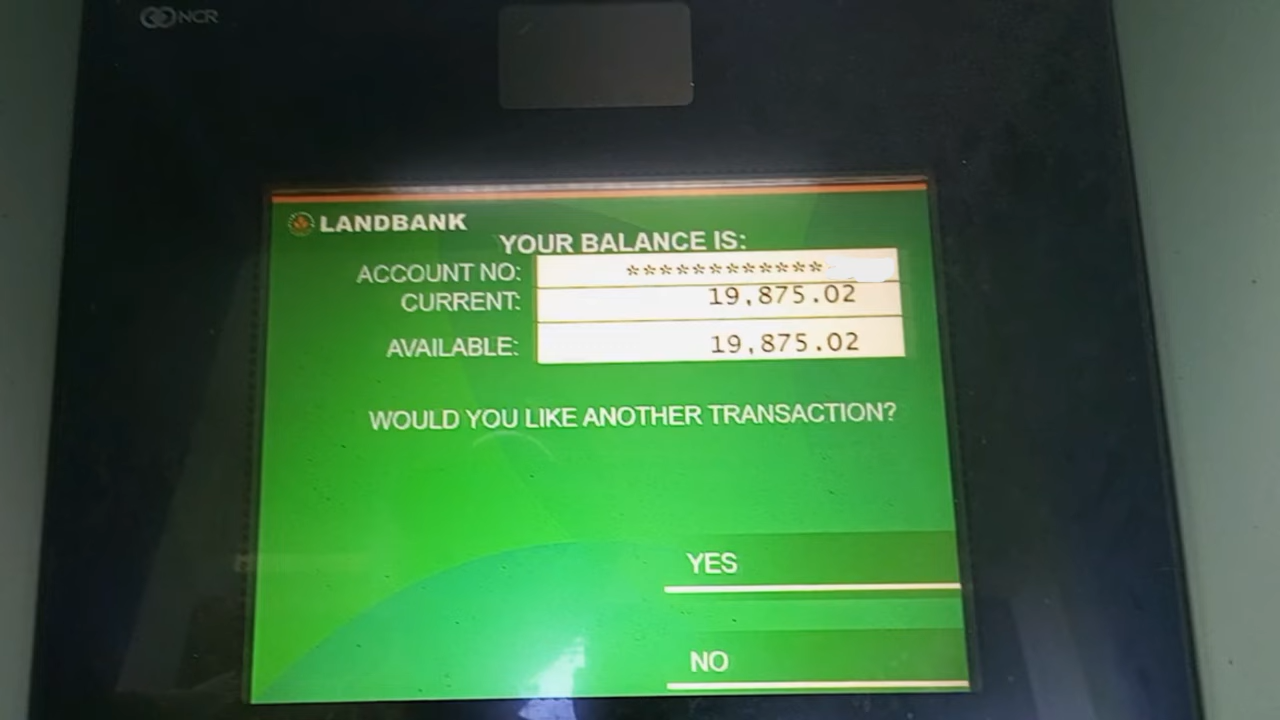 NCR
LANDBANK
YOUR BALANCE IS:
ACCOUNT NO: ************
CURRENT: 19,875.02
AVAILABLE: 19,875.02
WOULD YOU LIKE ANOTHER TRANSACTION?
YES
NO